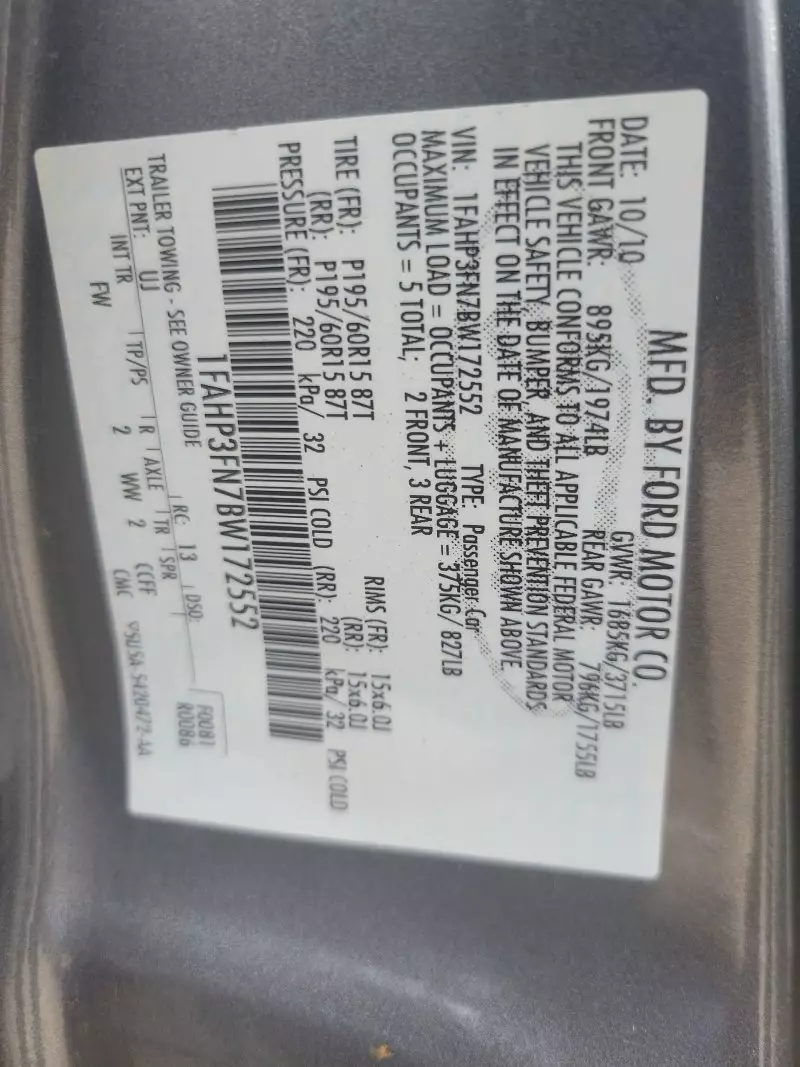 MFD. BY FORD MOTOR CO.
DATE: 10/10 GVWR: 1685KG/3715LB
FRONT GAWR: 895KG/1974LB REAR GAWR: 796KG/1755LB
THIS VEHICLE CONFORMS TO ALL APPLICABLE FEDERAL MOTOR
VEHICLE SAFETY, BUMPER, AND THEFT PREVENTION STANDARDS
IN EFFECT ON THE DATE OF MANUFACTURE SHOWN ABOVE.
VIN: 1FAHP3FN7BW172552 TYPE: Passenger Car
MAXIMUM LOAD = OCCUPANTS + LUGGAGE = 375KG/ 827LB
OCCUPANTS = 5 TOTAL; 2 FRONT, 3 REAR
TIRE (FR): P195/60R15 87T RIMS (FR): 15x6.0J
(RR): P195/60R15 87T (RR): 15x6.0J
PRESSURE (FR): 220 kPa/ 32 PSI COLD (RR): 220 kPa/ 32 PSI COLD
1FAHP3FN7BW172552
TRAILER TOWING - SEE OWNER GUIDE
F0081
R0086
EXT PNT: UJ RC: 13 DSO:
INT TR TP/PS R AXLE TR SPR
FW 2 WW 2 CCFF
CMC